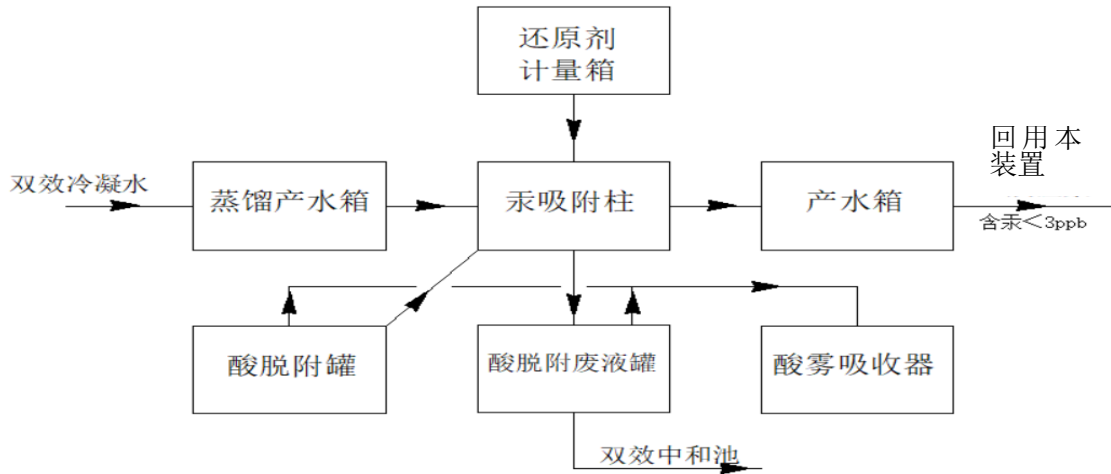 还原剂
计量箱
回用本
装置
双效冷凝水
蒸馏产水箱
汞吸附柱
产水箱
含汞<3ppb
酸脱附罐
酸脱附废液罐
酸雾吸收器
双效中和池